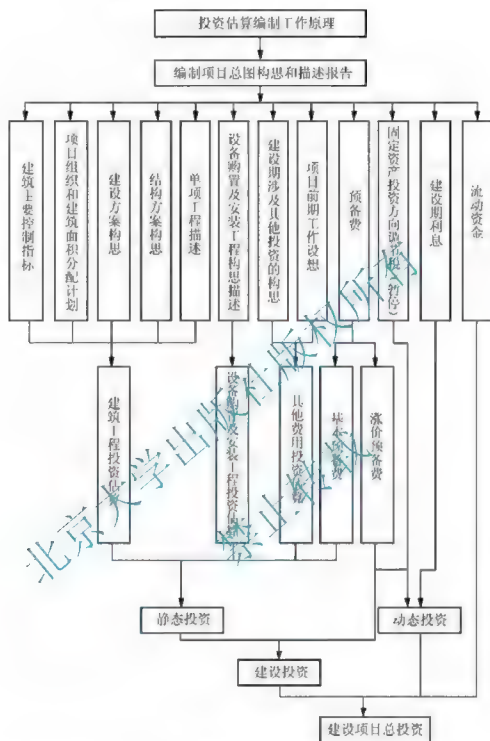 投资估算编制工作原理
编制项目总图构思和描述报告
建筑主要控制指标
项目组织和建筑面积分配计划
建设方案构思
结构方案构思
单项工程描述
设备购置及安装工程构思描述
建设期涉及其他投资的构思
项目前期工作设想
预备费
固定资产投资方向调节税（暂停）
建设期利息
流动资金
建筑工程投资估算
设备购置及安装工程投资估算
其他费用投资估算
基本预备费
涨价预备费
静态投资
动态投资
建设投资
建设项目总投资
北京大学出版社版权所有
禁止转载